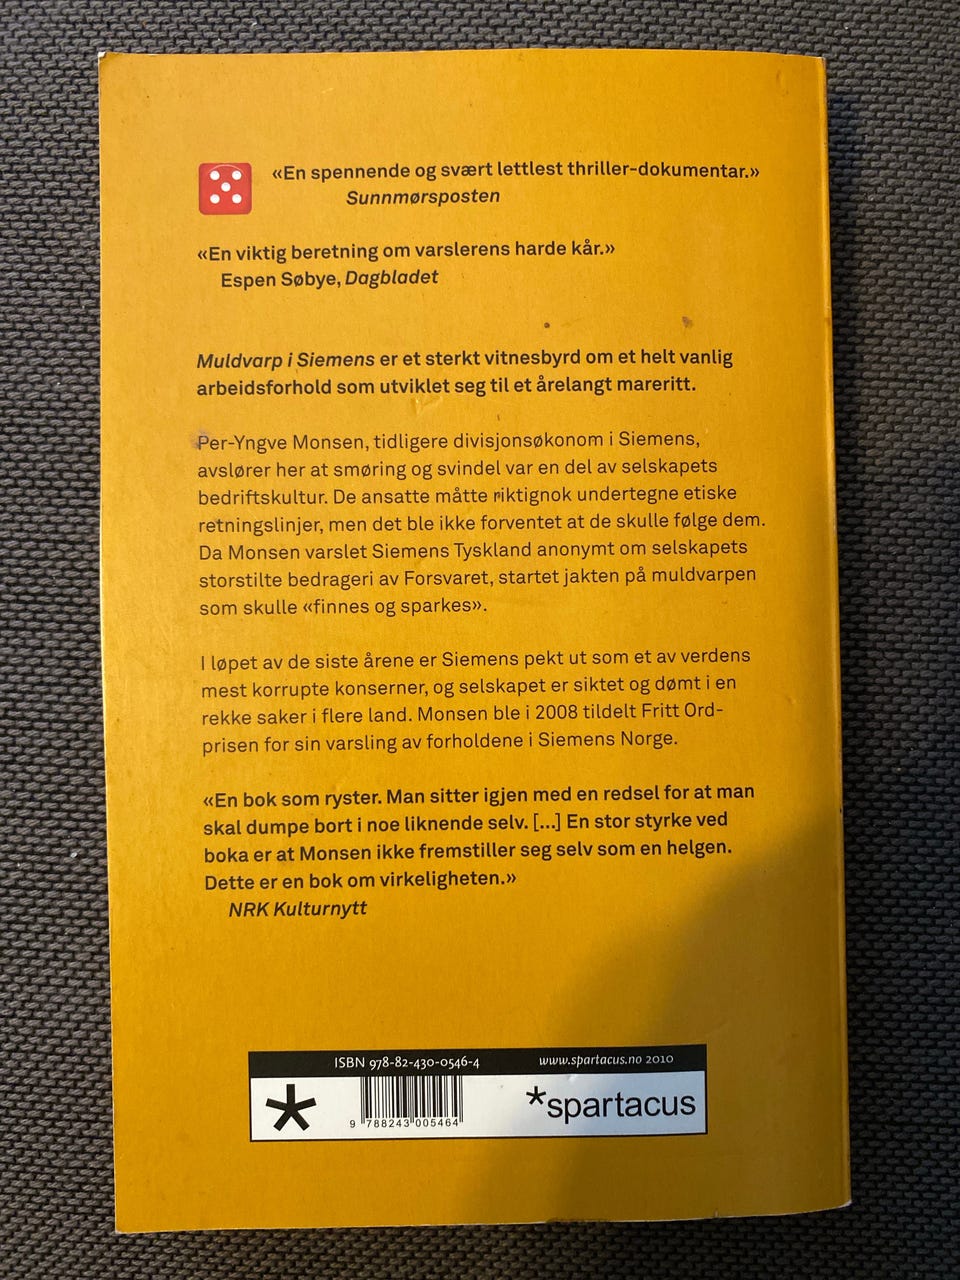 «En spennende og svært lettlest thriller-dokumentar.»
Sunnmørsposten
«En viktig beretning om varslerens harde kår.»
Espen Søbye, Dagbladet
Muldvarp i Siemens er et sterkt vitnesbyrd om et helt vanlig
arbeidsforhold som utviklet seg til et årelangt mareritt.
Per-Yngve Monsen, tidligere divisjonsøkonom i Siemens,
avslører her at smøring og svindel var en del av selskapets
bedriftskultur. De ansatte måtte riktignok undertegne etiske
retningslinjer, men det ble ikke forventet at de skulle følge dem.
Da Monsen varslet Siemens Tyskland anonymt om selskapets
storstilte bedrageri av Forsvaret, startet jakten på muldvarpen
som skulle «finnes og sparkes».
I løpet av de siste årene er Siemens pekt ut som et av verdens
mest korrupte konserner, og selskapet er siktet og dømt i en
rekke saker i flere land. Monsen ble i 2008 tildelt Fritt Ord-
prisen for sin varsling av forholdene i Siemens Norge.
«En bok som ryster. Man sitter igjen med en redsel for at man
skal dumpe bort i noe liknende selv. [...] En stor styrke ved
boka er at Monsen ikke fremstiller seg selv som en helgen.
Dette er en bok om virkeligheten.»
NRK Kulturnytt
ISBN 978-82-430-0546-4 www.spartacus.no 2010
*
9 788243 005464
*spartacus